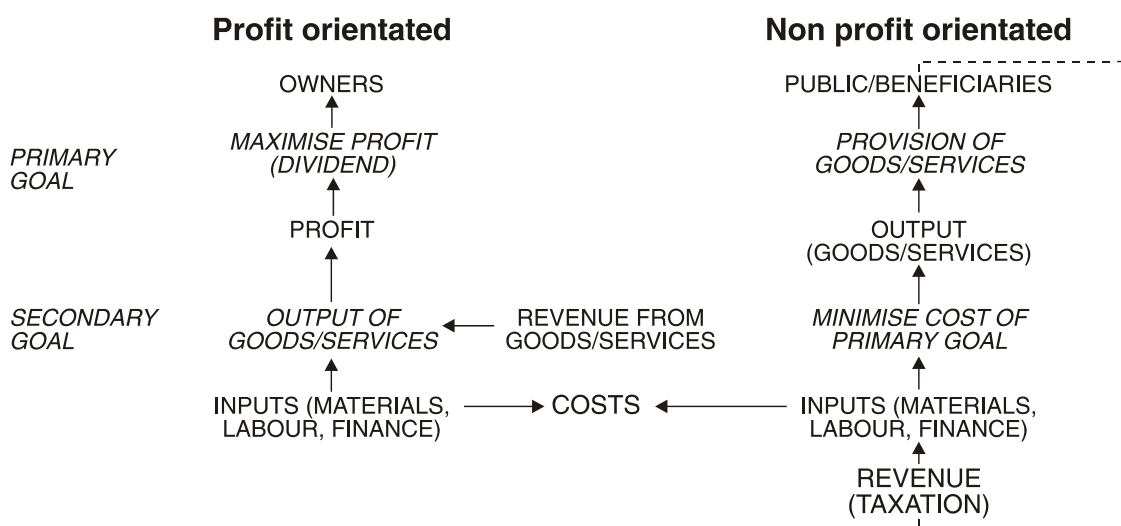 Profit orientated
Non profit orientated
OWNERS
PUBLIC/BENEFICIARIES
PRIMARY
GOAL
MAXIMISE PROFIT
(DIVIDEND)
PROVISION OF
GOODS/SERVICES
PROFIT
OUTPUT
(GOODS/SERVICES)
SECONDARY
GOAL
OUTPUT OF
GOODS/SERVICES
REVENUE FROM
GOODS/SERVICES
MINIMISE COST OF
PRIMARY GOAL
INPUTS (MATERIALS,
LABOUR, FINANCE)
COSTS
INPUTS (MATERIALS,
LABOUR, FINANCE)
REVENUE
(TAXATION)